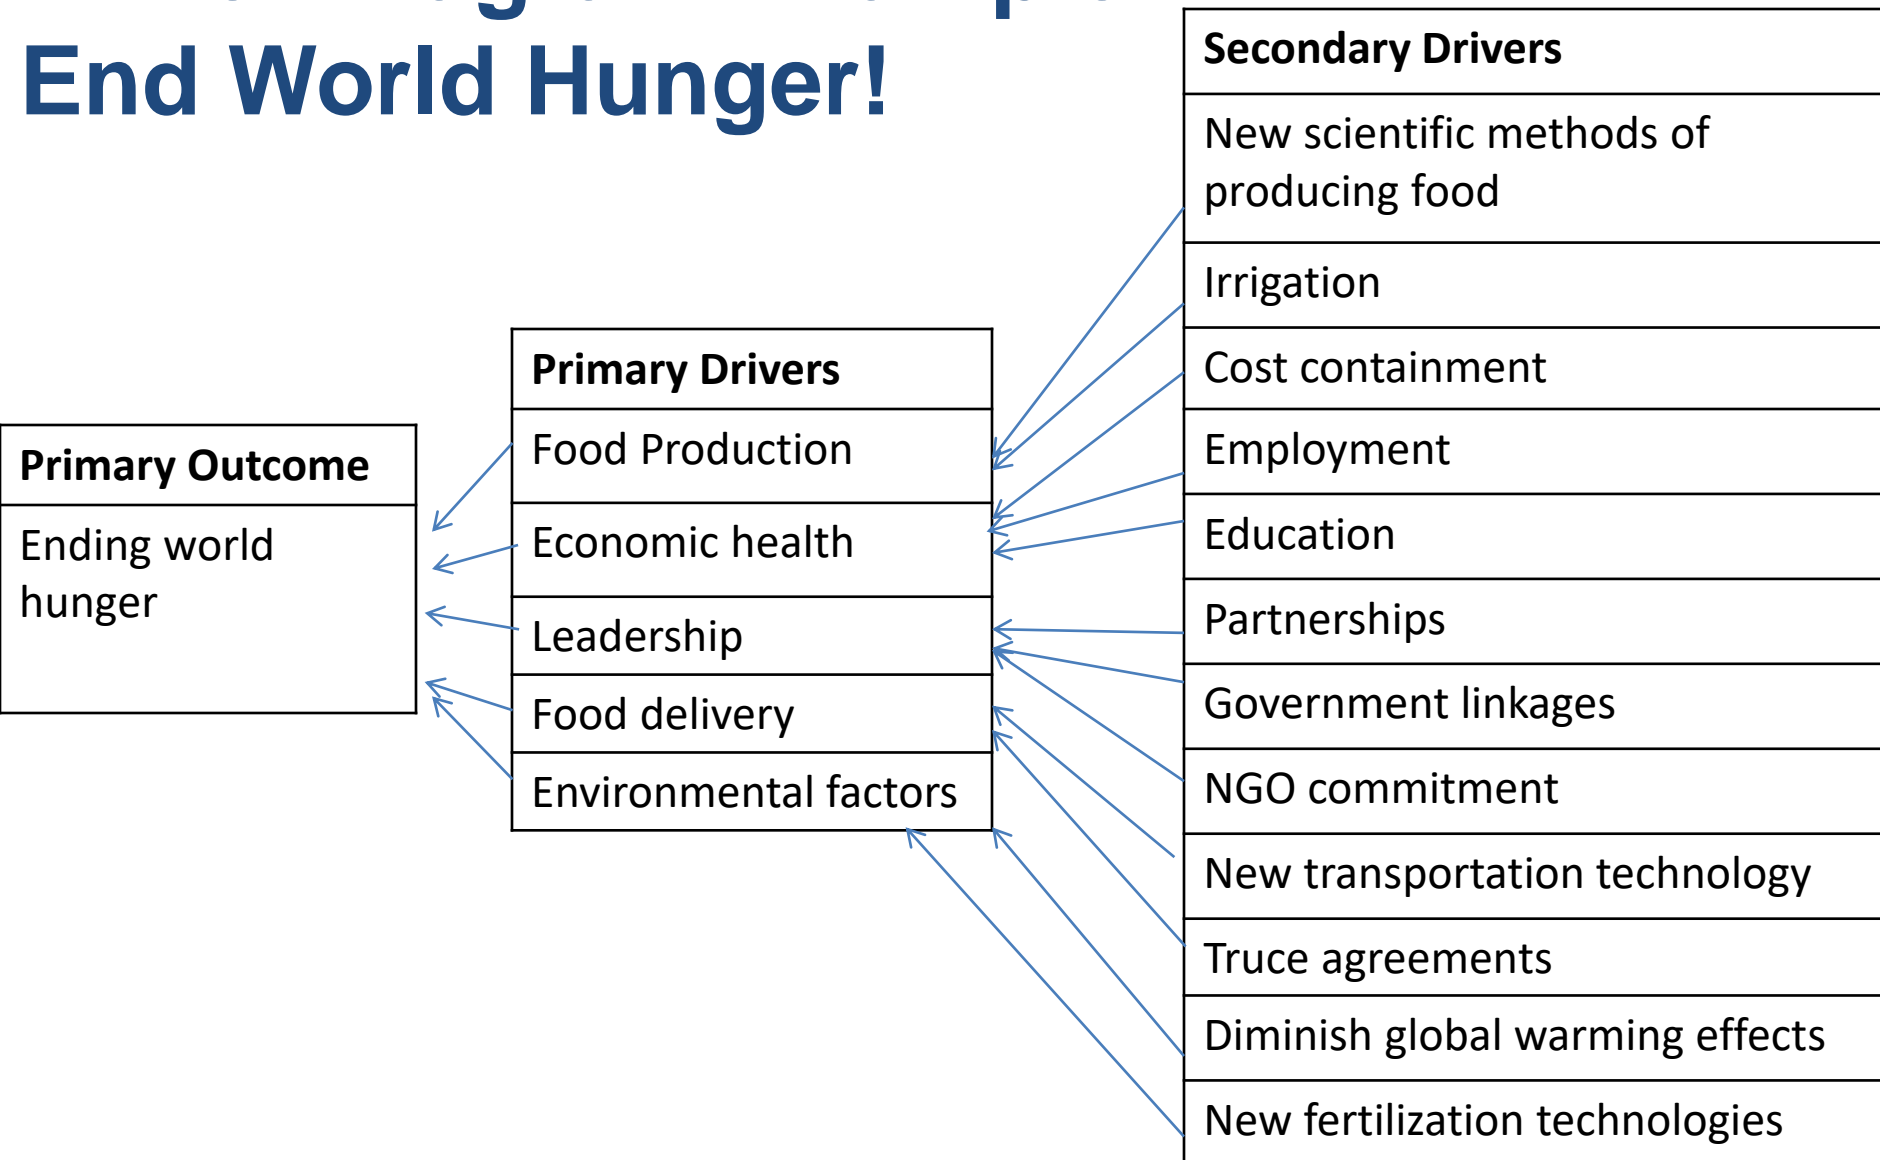 End World Hunger!
Primary Outcome
Ending world
hunger
Primary Drivers
Food Production
Economic health
Leadership
Food delivery
Environmental factors
Secondary Drivers
New scientific methods of
producing food
Irrigation
Cost containment
Employment
Education
Partnerships
Government linkages
NGO commitment
New transportation technology
Truce agreements
Diminish global warming effects
New fertilization technologies